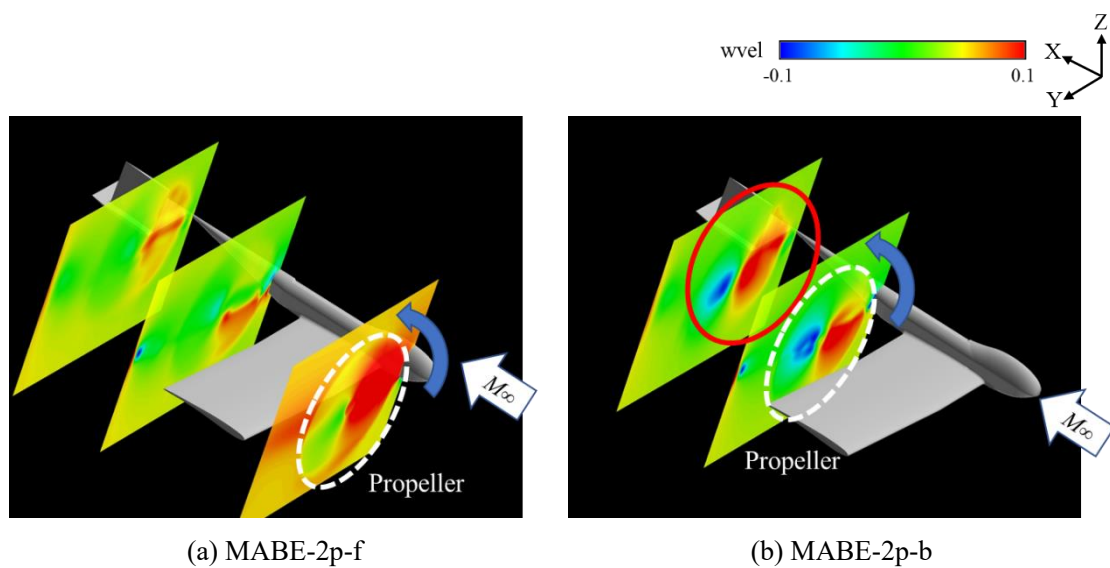 Z
wvel
X
-0.1
0.1
Y
M∞
Propeller
M∞
Propeller
(a) MABE-2p-f
(b) MABE-2p-b